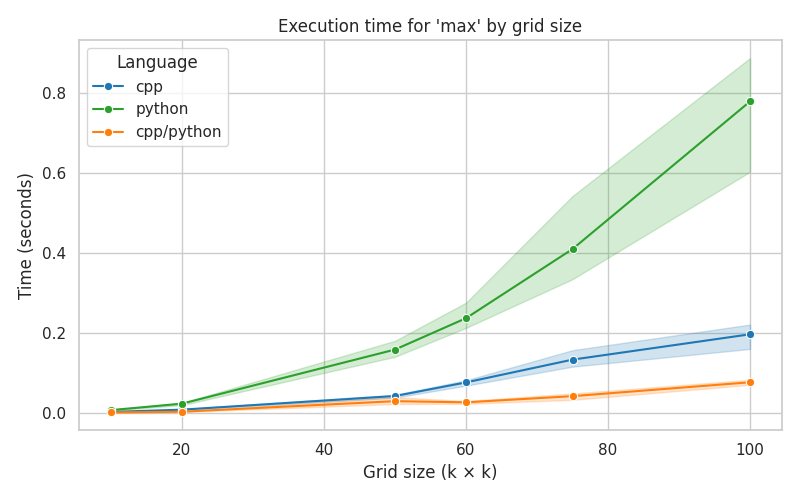 Execution time for 'max' by grid size
Language
cpp
python
cpp/python
Time (seconds)
0.8
0.6
0.4
0.2
0.0
20
40
60
80
100
Grid size (k × k)